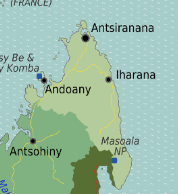 (FRANCE)
Antsiranana
sy Be &
y Komba
Iharana
Andoany
Masoala
NP
Antsohiny